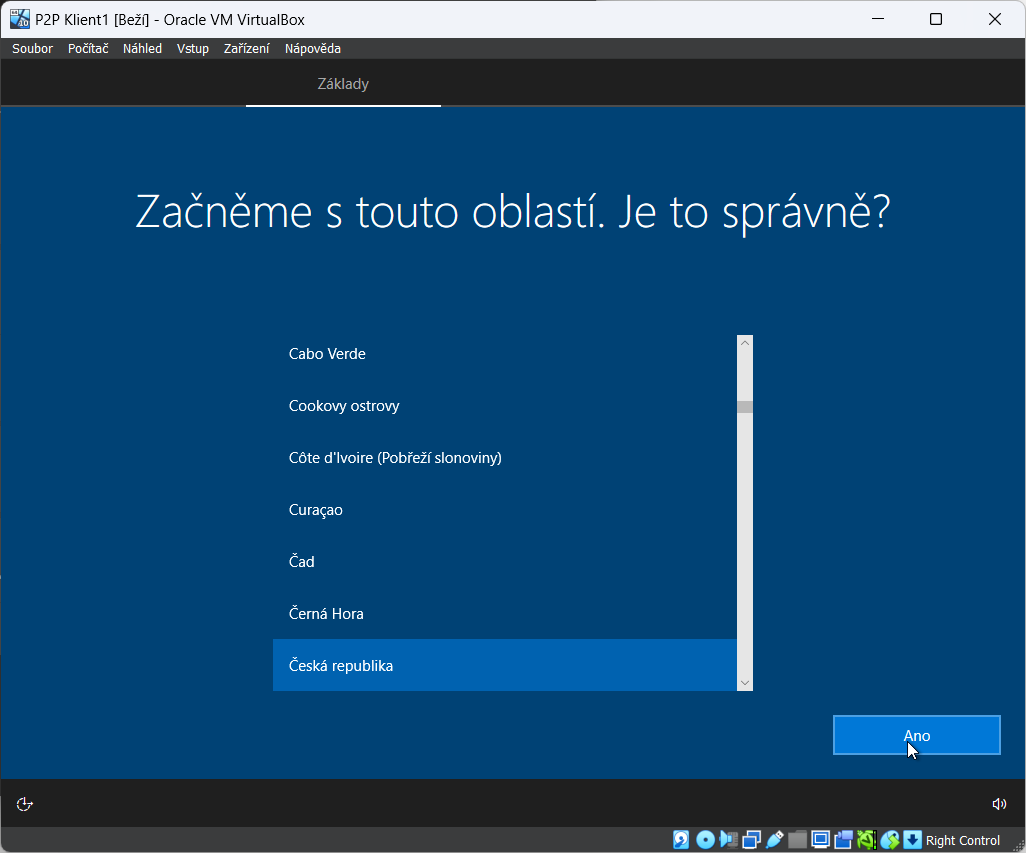 P2P Klient1 [Beží] - Oracle VM VirtualBox
Soubor Počítač Náhled Vstup Zařízení Nápověda
Základy
Začněme s touto oblastí. Je to správně?
Cabo Verde
Cookovy ostrovy
Côte d'Ivoire (Pobřeží slonoviny)
Curaçao
Čad
Černá Hora
Česká republika
Ano
Right Control